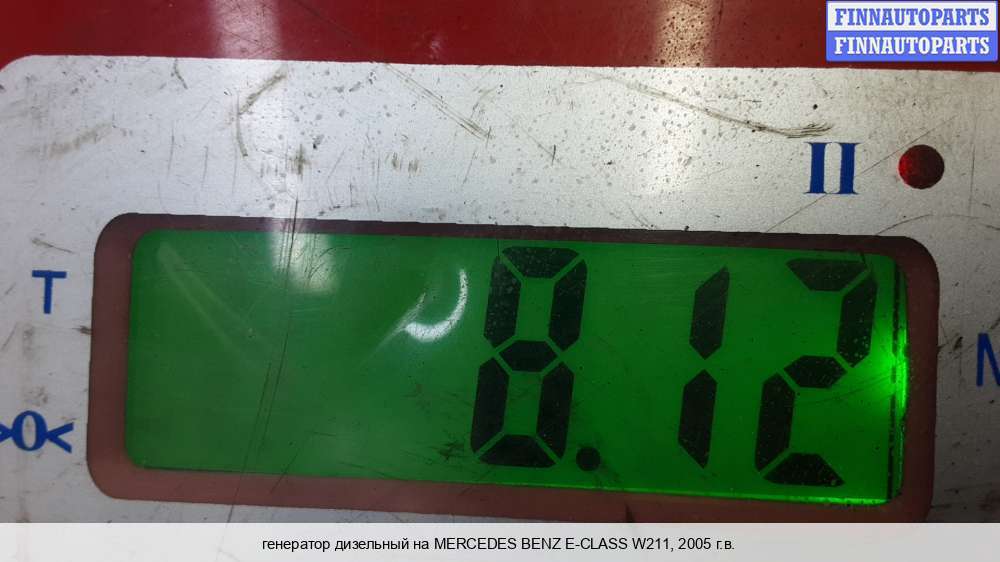 FINNAUTOPARTS
FINNAUTOPARTS
II
T
>0<
8.12
генератор дизельный на MERCEDES BENZ E-CLASS W211, 2005 г.в.